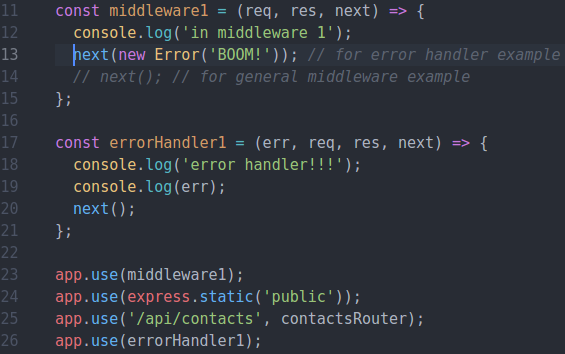 11 const middleware1 = (req, res, next) => {
12 console.log('in middleware 1');
13 next(new Error('BOOM!')); // for error handler example
14 // next(); // for general middleware example
15 };
16
17 const errorHandler1 = (err, req, res, next) => {
18 console.log('error handler!!!');
19 console.log(err);
20 next();
21 };
22
23 app.use(middleware1);
24 app.use(express.static('public'));
25 app.use('/api/contacts', contactsRouter);
26 app.use(errorHandler1);